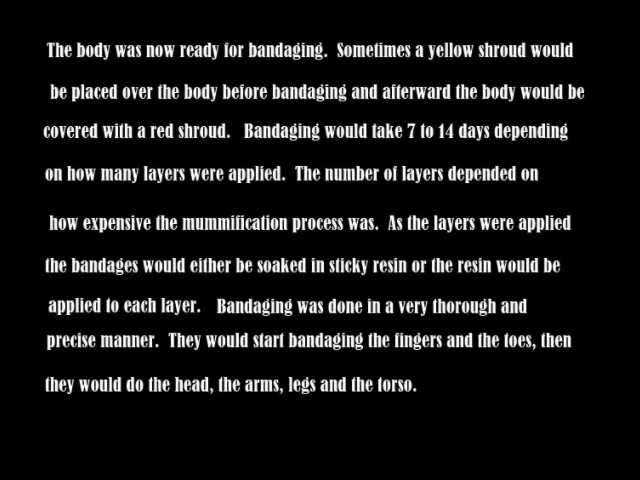 The body was now ready for bandaging. Sometimes a yellow shroud would
be placed over the body before bandaging and afterward the body would be
covered with a red shroud. Bandaging would take 7 to 14 days depending
on how many layers were applied. The number of layers depended on
how expensive the mummification process was. As the layers were applied
the bandages would either be soaked in sticky resin or the resin would be
applied to each layer. Bandaging was done in a very thorough and
precise manner. They would start bandaging the fingers and the toes, then
they would do the head, the arms, legs and the torso.